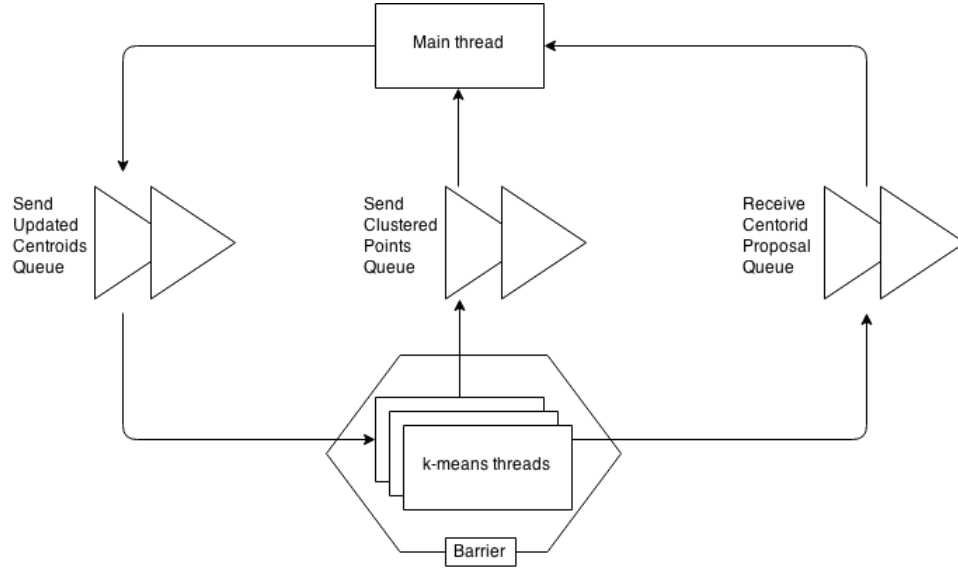 Main thread
Send
Updated
Centroids
Queue
Send
Clustered
Points
Queue
Receive
Centorid
Proposal
Queue
k-means threads
Barrier